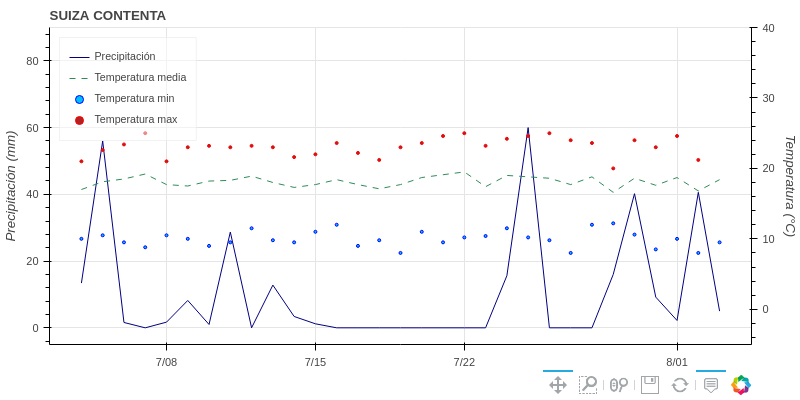 SUIZA CONTENTA
Precipitación
Temperatura media
Temperatura min
Temperatura max
Precipitación (mm)
80
60
40
20
0
Temperatura (°C)
40
30
20
10
0
7/08
7/15
7/22
8/01